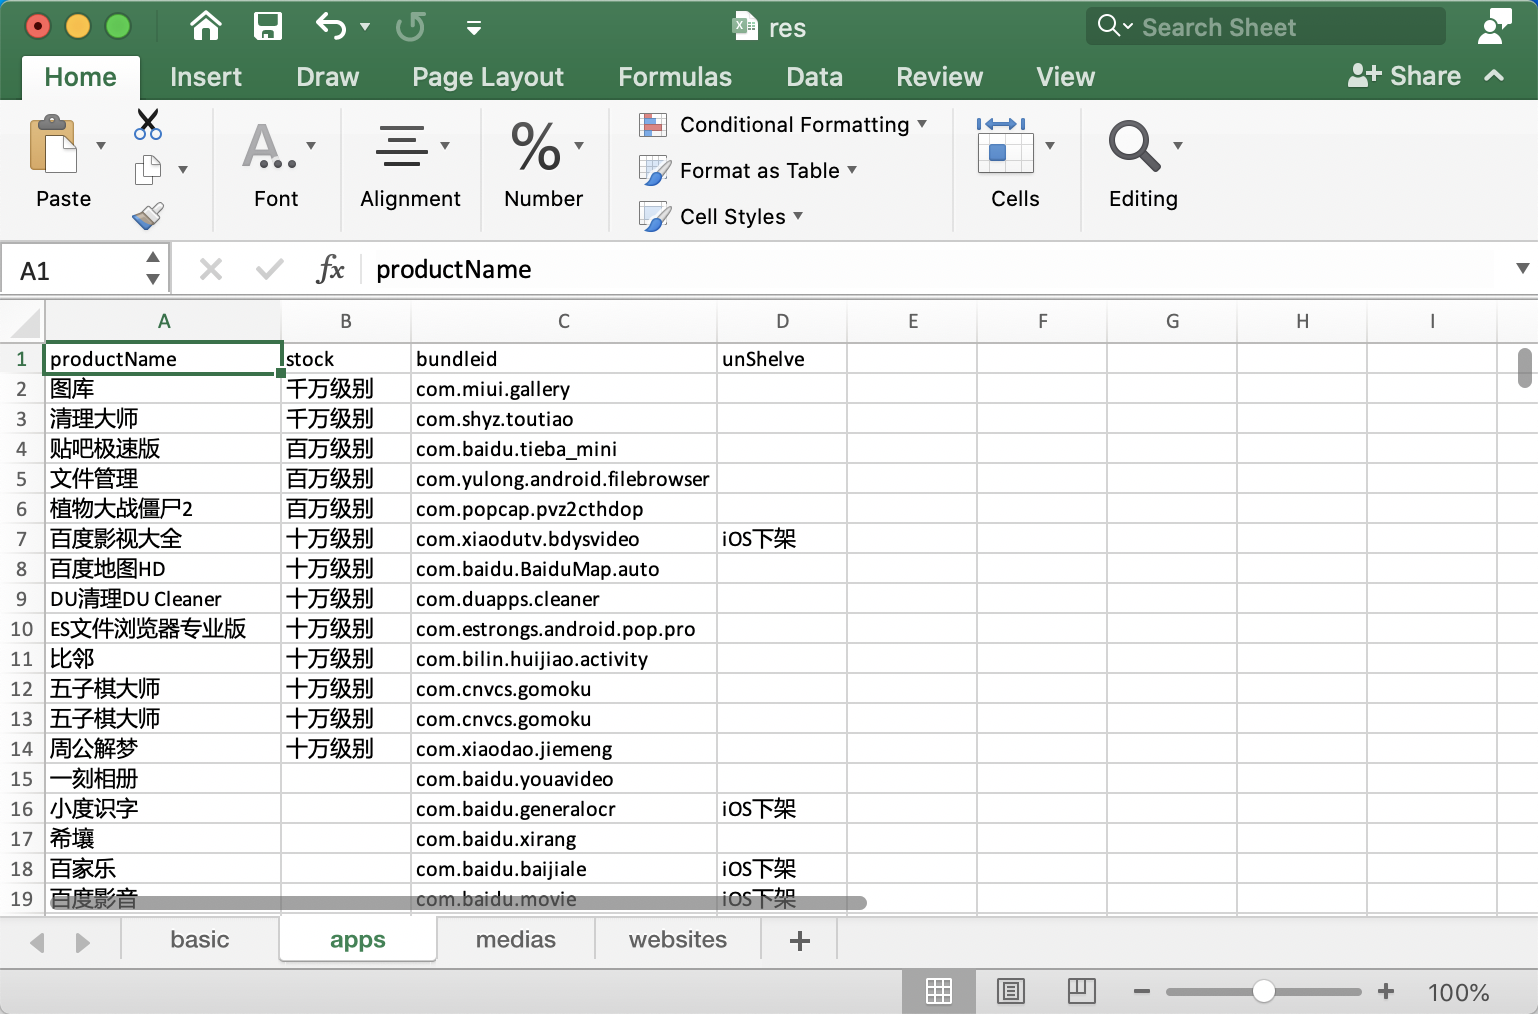 res
Search Sheet
Home Insert Draw Page Layout Formulas Data Review View Share
Paste
Font
Alignment
%
Number
Conditional Formatting
Format as Table
Cell Styles
Cells
Editing
A1 fx productName
A B C D E F G H I
1 productName stock bundleid unShelve
2 图库 千万级别 com.miui.gallery
3 清理大师 千万级别 com.shyz.toutiao
4 贴吧极速版 百万级别 com.baidu.tieba_mini
5 文件管理 百万级别 com.yulong.android.filebrowser
6 植物大战僵尸2 百万级别 com.popcap.pvz2cthdop
7 百度影视大全 十万级别 com.xiaodutv.bdysvideo iOS下架
8 百度地图HD 十万级别 com.baidu.BaiduMap.auto
9 DU清理DU Cleaner 十万级别 com.duapps.cleaner
10 ES文件浏览器专业版 十万级别 com.estrongs.android.pop.pro
11 比邻 十万级别 com.bilin.huijiao.activity
12 五子棋大师 十万级别 com.cnvcs.gomoku
13 五子棋大师 十万级别 com.cnvcs.gomoku
14 周公解梦 十万级别 com.xiaodao.jiemeng
15 一刻相册 com.baidu.youavideo
16 小度识字 com.baidu.generalocr iOS下架
17 希壤 com.baidu.xirang
18 百家乐 com.baidu.baijiale iOS下架
19 百度影音 com.baidu.movie iOS下架
basic apps medias websites +
100%